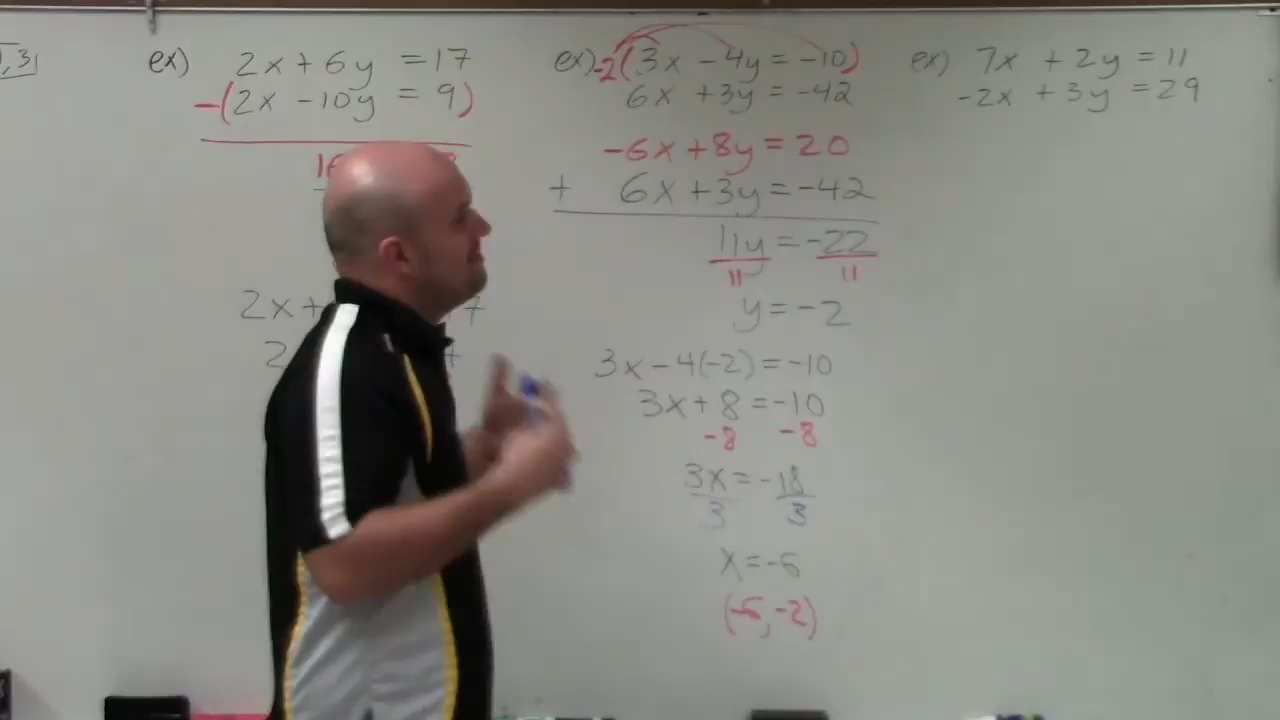 , 3)
ex) 2x + 6y = 17
-(2x - 10y = 9)
2x +
2
ex) -2(3x - 4y = -10)
6x + 3y = -42
-6x + 8y = 20
+ 6x + 3y = -42
11y = -22
11 11
y = -2
3x - 4(-2) = -10
3x + 8 = -10
-8 -8
3x = -18
3 3
x = -6
(-6, -2)
ex) 7x + 2y = 11
-2x + 3y = 29